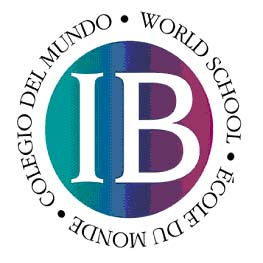 IB
WORLD SCHOOL • ÉCOLE DU MONDE • COLEGIO DEL MUNDO •